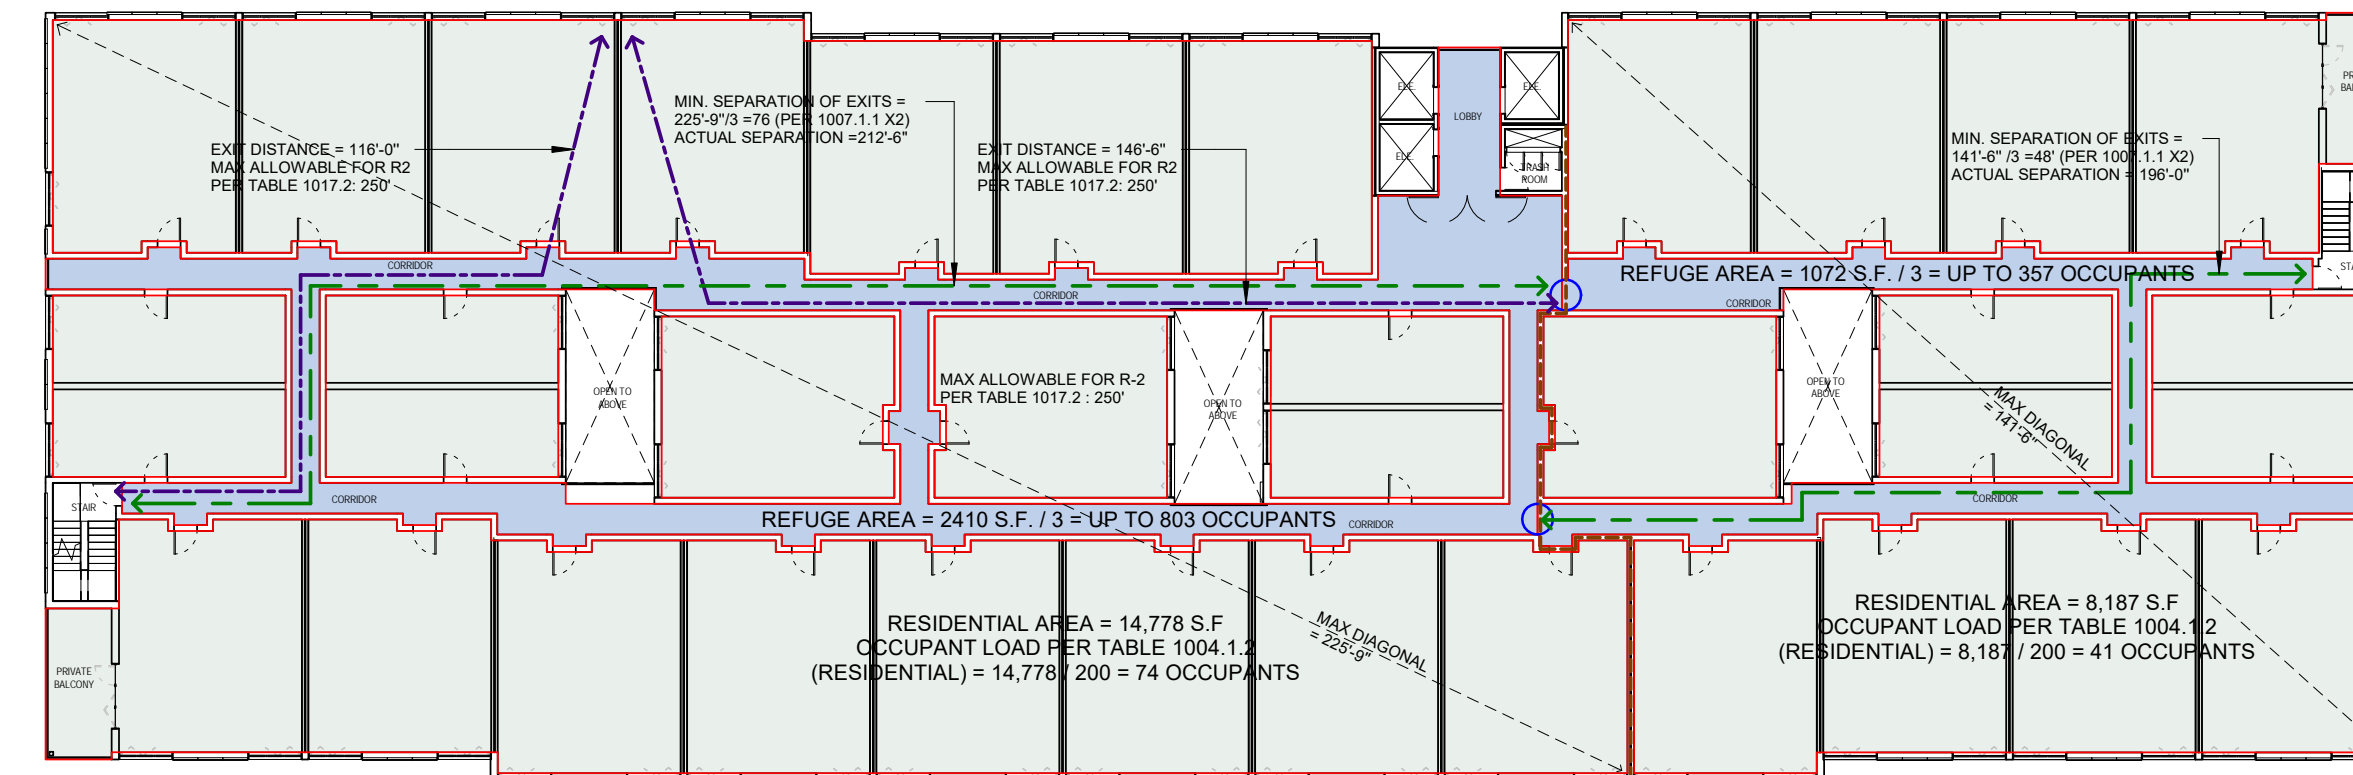 MIN. SEPARATION OF EXITS =
225'-9"/3 =76 (PER 1007.1.1 X2)
ACTUAL SEPARATION =212'-6"
EXIT DISTANCE = 116'-0"
MAX ALLOWABLE FOR R2
PER TABLE 1017.2: 250'
EXIT DISTANCE = 146'-6"
MAX ALLOWABLE FOR R2
PER TABLE 1017.2: 250'
ELE.
ELE.
ELE.
LOBBY
TRASH
ROOM
MIN. SEPARATION OF EXITS =
141'-6" /3 =48' (PER 1007.1.1 X2)
ACTUAL SEPARATION = 196'-0"
CORRIDOR
CORRIDOR
REFUGE AREA = 1072 S.F. / 3 = UP TO 357 OCCUPANTS
CORRIDOR
OPEN TO
ABOVE
MAX ALLOWABLE FOR R-2
PER TABLE 1017.2 : 250'
OPEN TO
ABOVE
OPEN TO
ABOVE
MAX DIAGONAL
= 141'-6"
STAIR
CORRIDOR
REFUGE AREA = 2410 S.F. / 3 = UP TO 803 OCCUPANTS
CORRIDOR
CORRIDOR
RESIDENTIAL AREA = 14,778 S.F
OCCUPANT LOAD PER TABLE 1004.1.2
(RESIDENTIAL) = 14,778 / 200 = 74 OCCUPANTS
MAX DIAGONAL
= 225'-9"
RESIDENTIAL AREA = 8,187 S.F
OCCUPANT LOAD PER TABLE 1004.1.2
(RESIDENTIAL) = 8,187 / 200 = 41 OCCUPANTS
PRIVATE
BALCONY